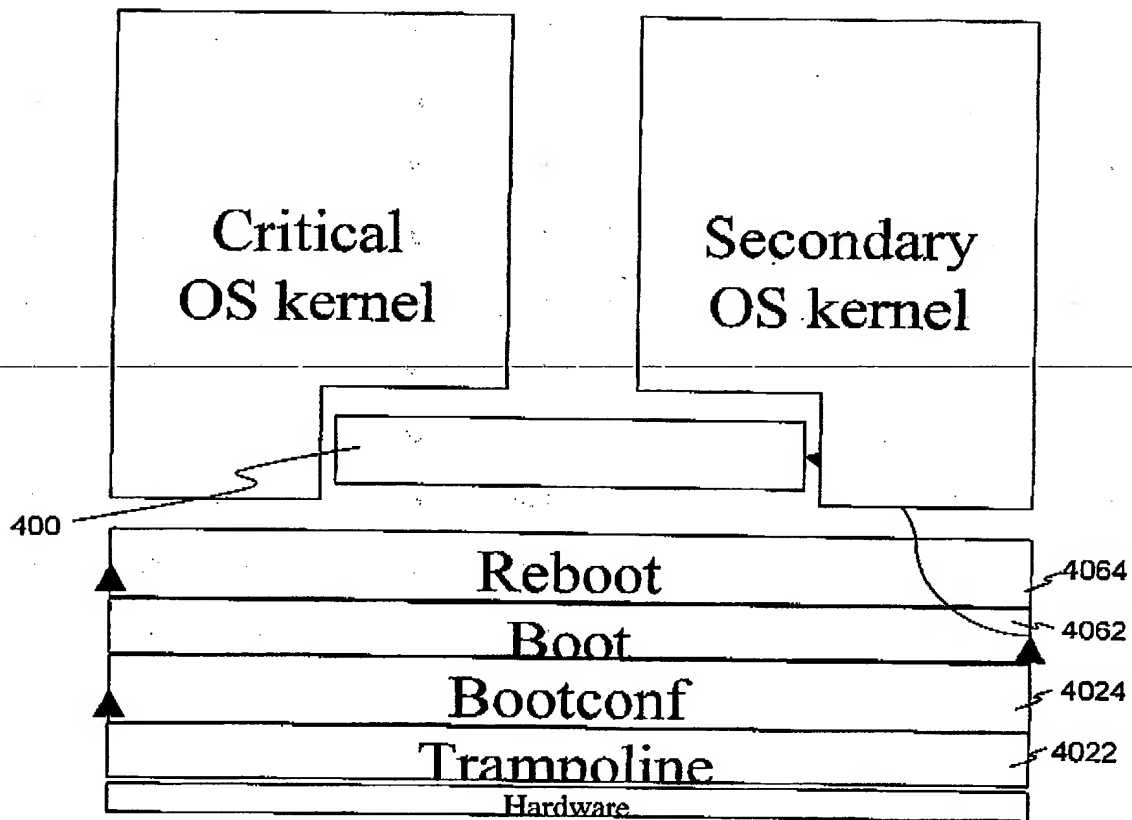 Critical
OS kernel
Secondary
OS kernel
400
Reboot
4064
Boot
4062
Bootconf
4024
Trampoline
4022
Hardware